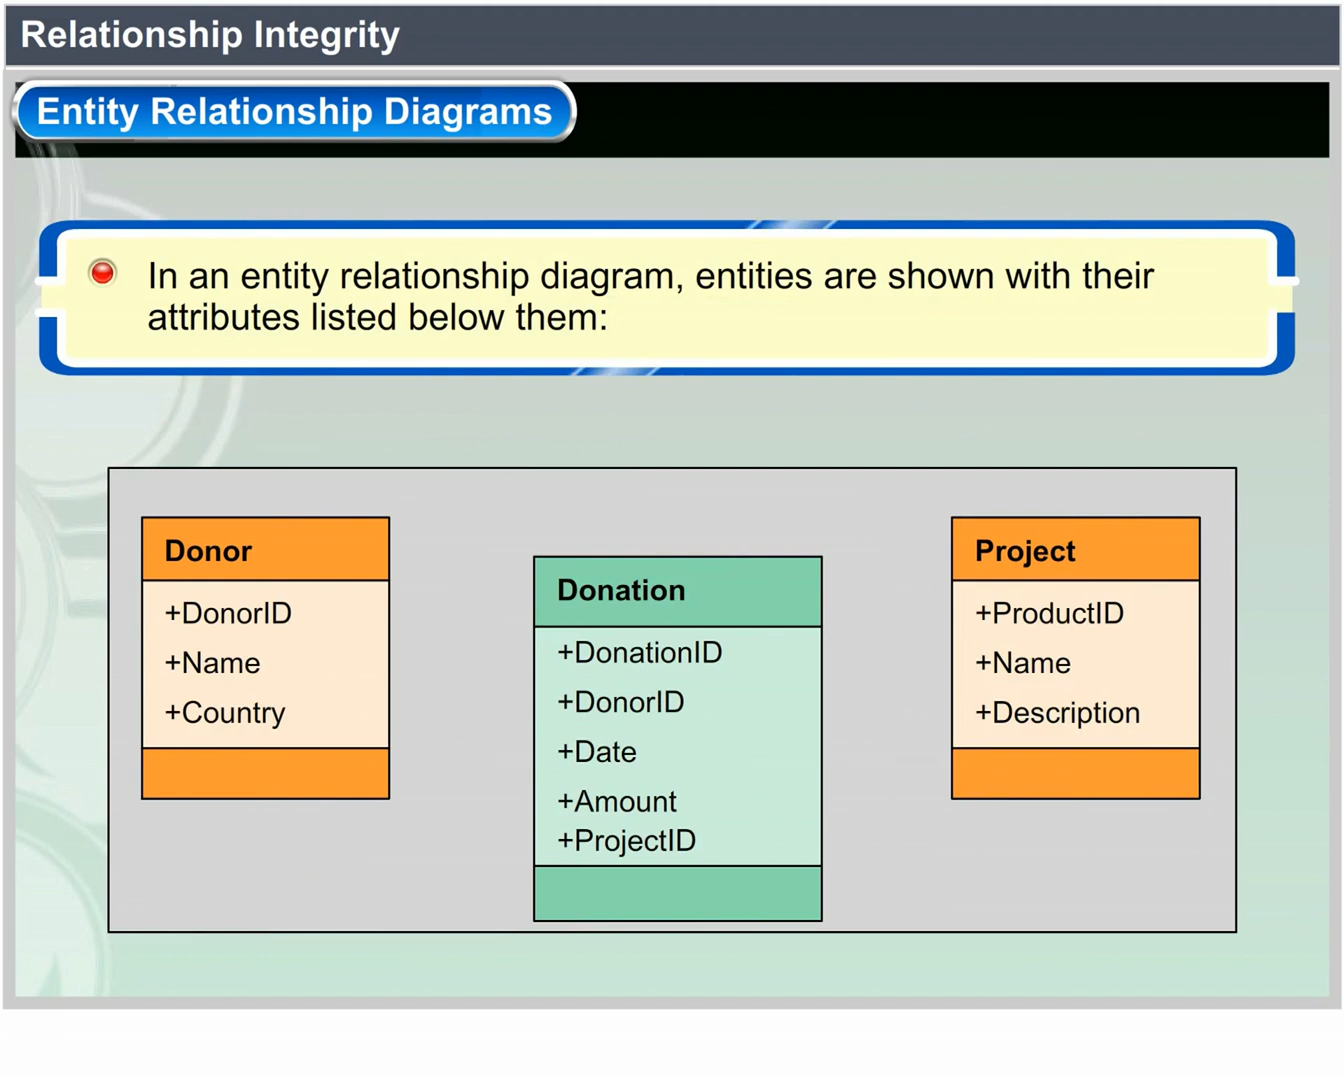 Relationship Integrity
Entity Relationship Diagrams
In an entity relationship diagram, entities are shown with their
attributes listed below them:
Donor
+DonorID
+Name
+Country
Donation
+DonationID
+DonorID
+Date
+Amount
+ProjectID
Project
+ProductID
+Name
+Description